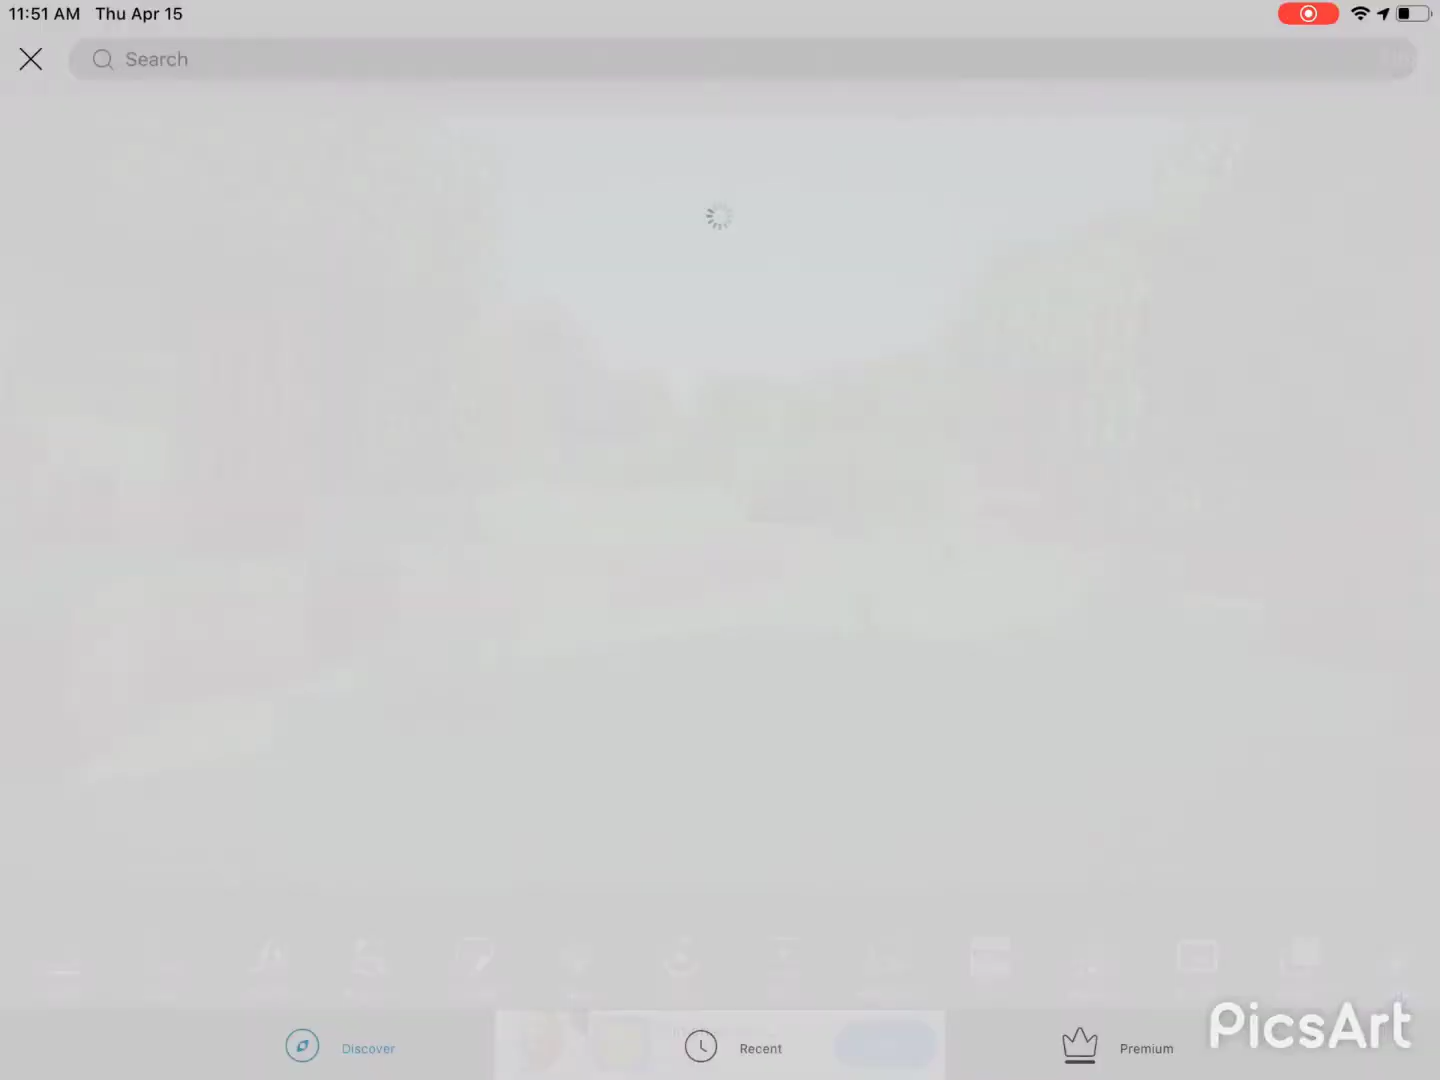 11:51 AM Thu Apr 15
Search
Discover
Recent
Premium
PicsArt